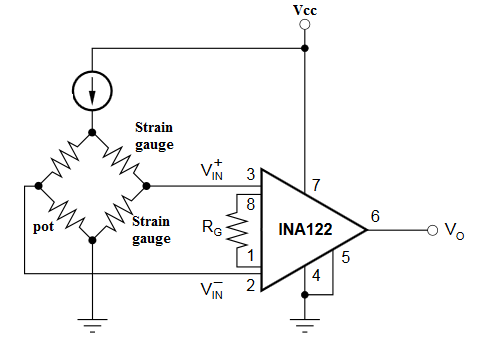 Vcc
Strain
gauge
V+IN
3
7
8
pot
Strain
gauge
RG
INA122
6
VO
1
5
V−IN
2
4